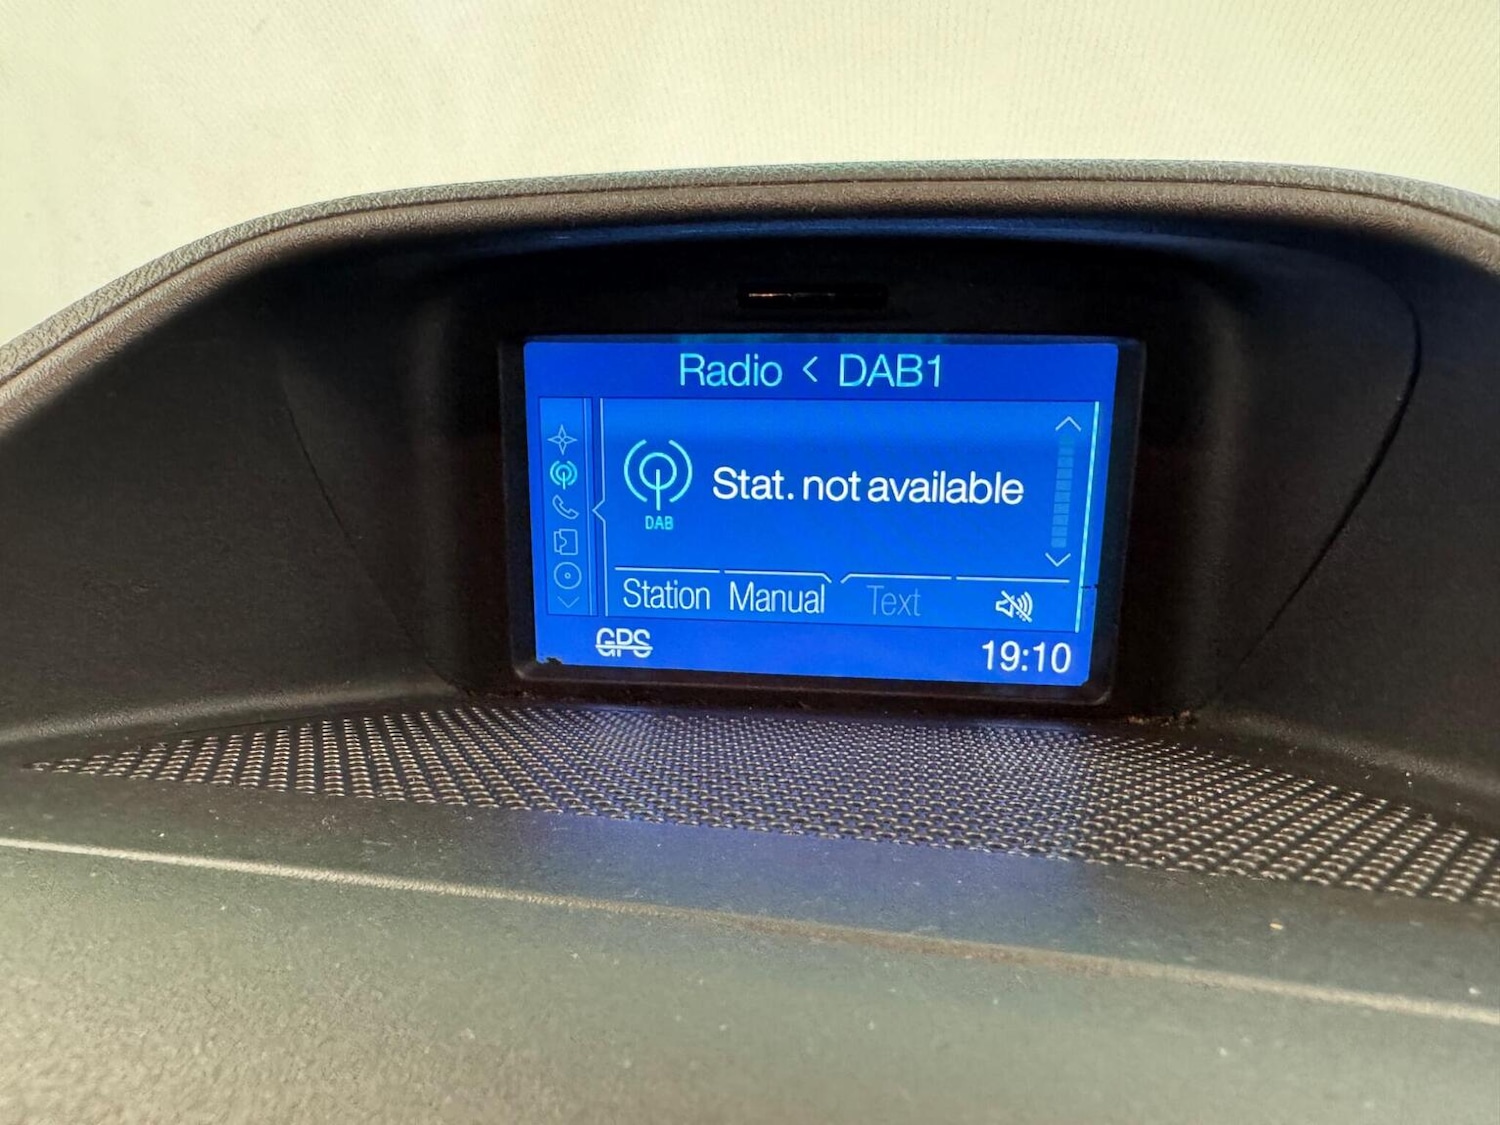 Radio < DAB1
Stat. not available
DAB
Station Manual Text
GPS 19:10